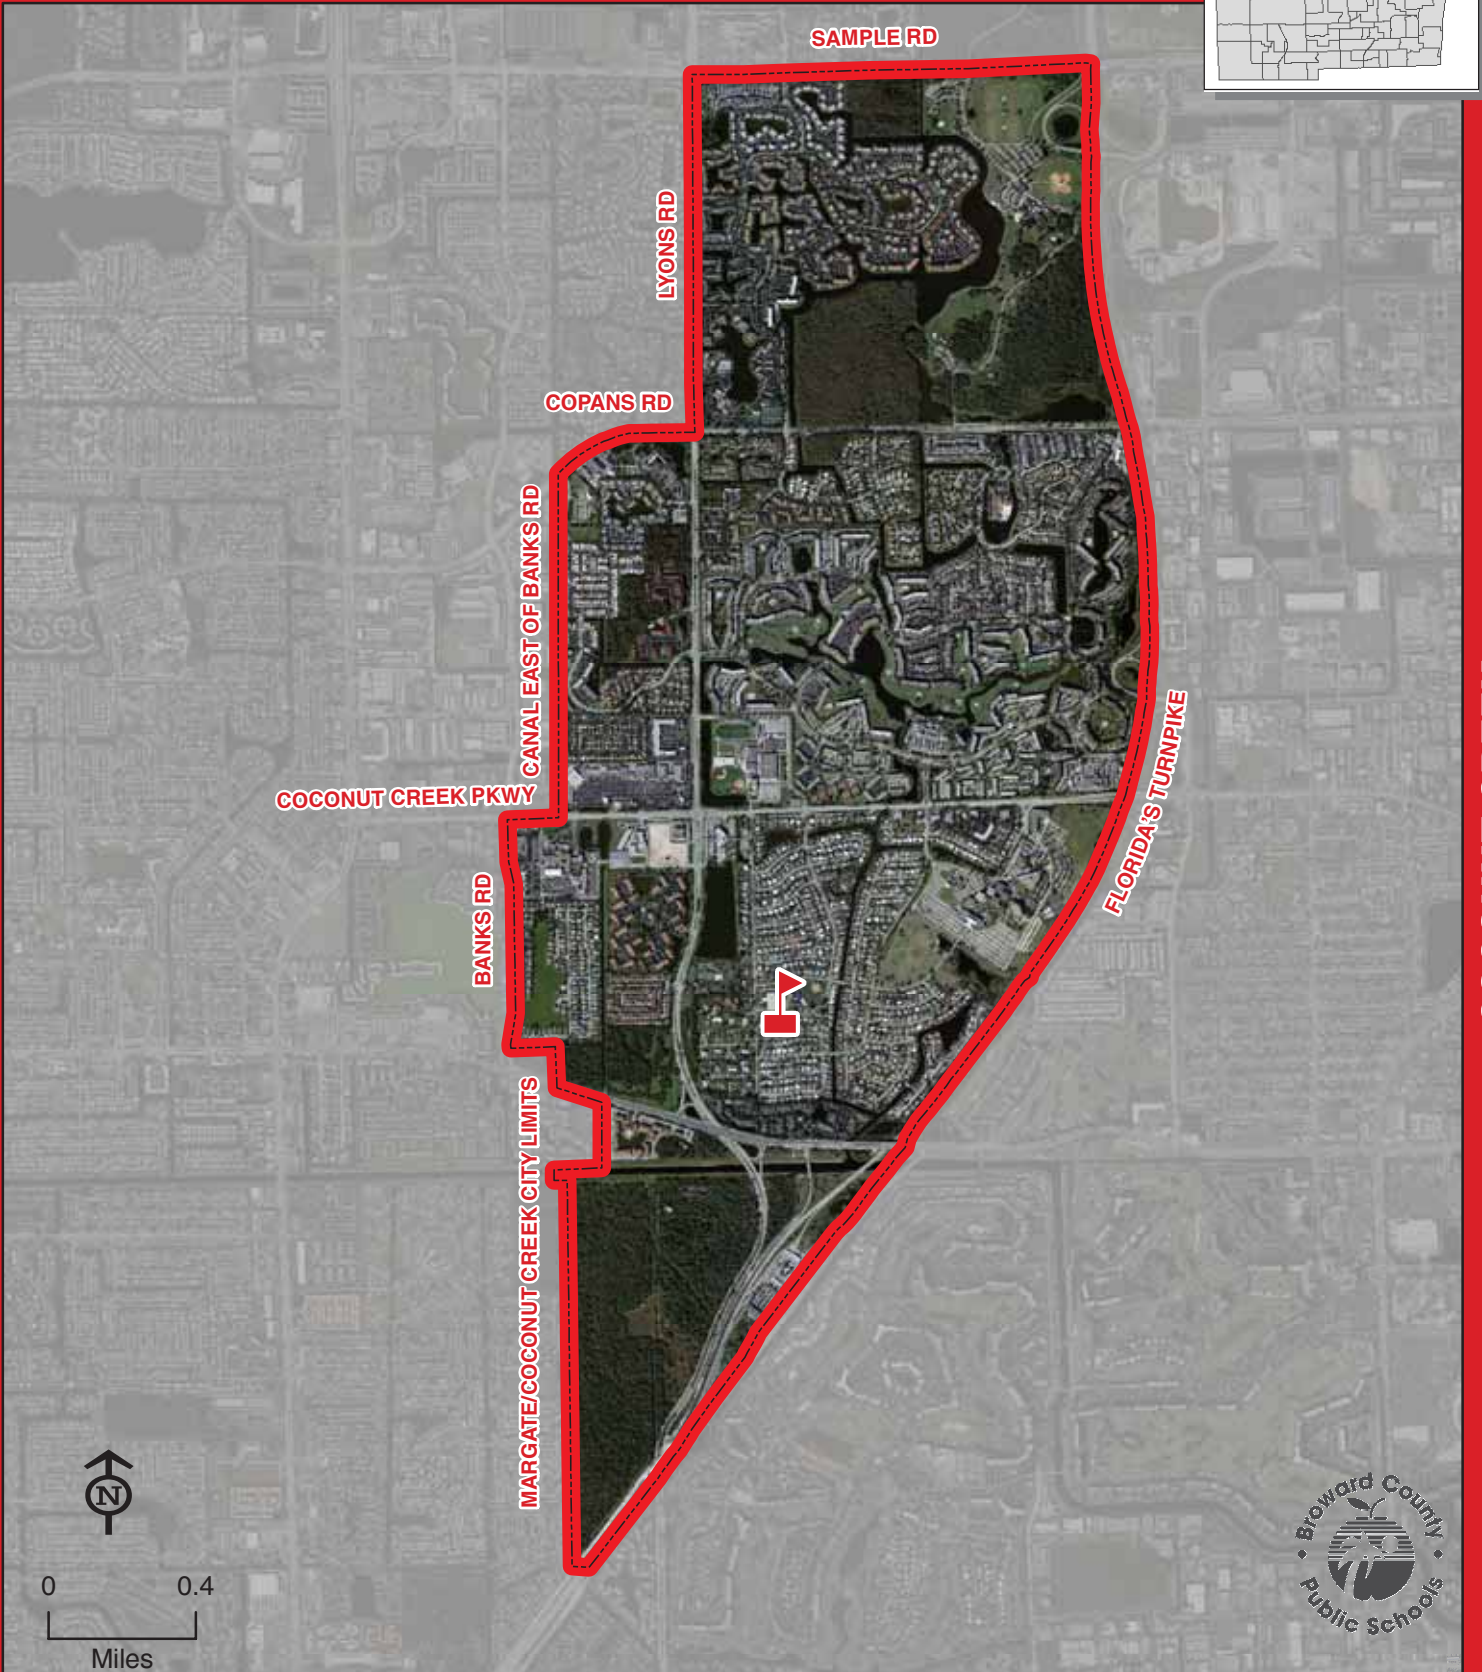 SAMPLE RD
LYONS RD
COPANS RD
CANAL EAST OF BANKS RD
COCONUT CREEK PKWY
FLORIDA'S TURNPIKE
BANKS RD
MARGATE/COCONUT CREEK CITY LIMITS
N
0 0.4
Miles
Broward County
Public Schools